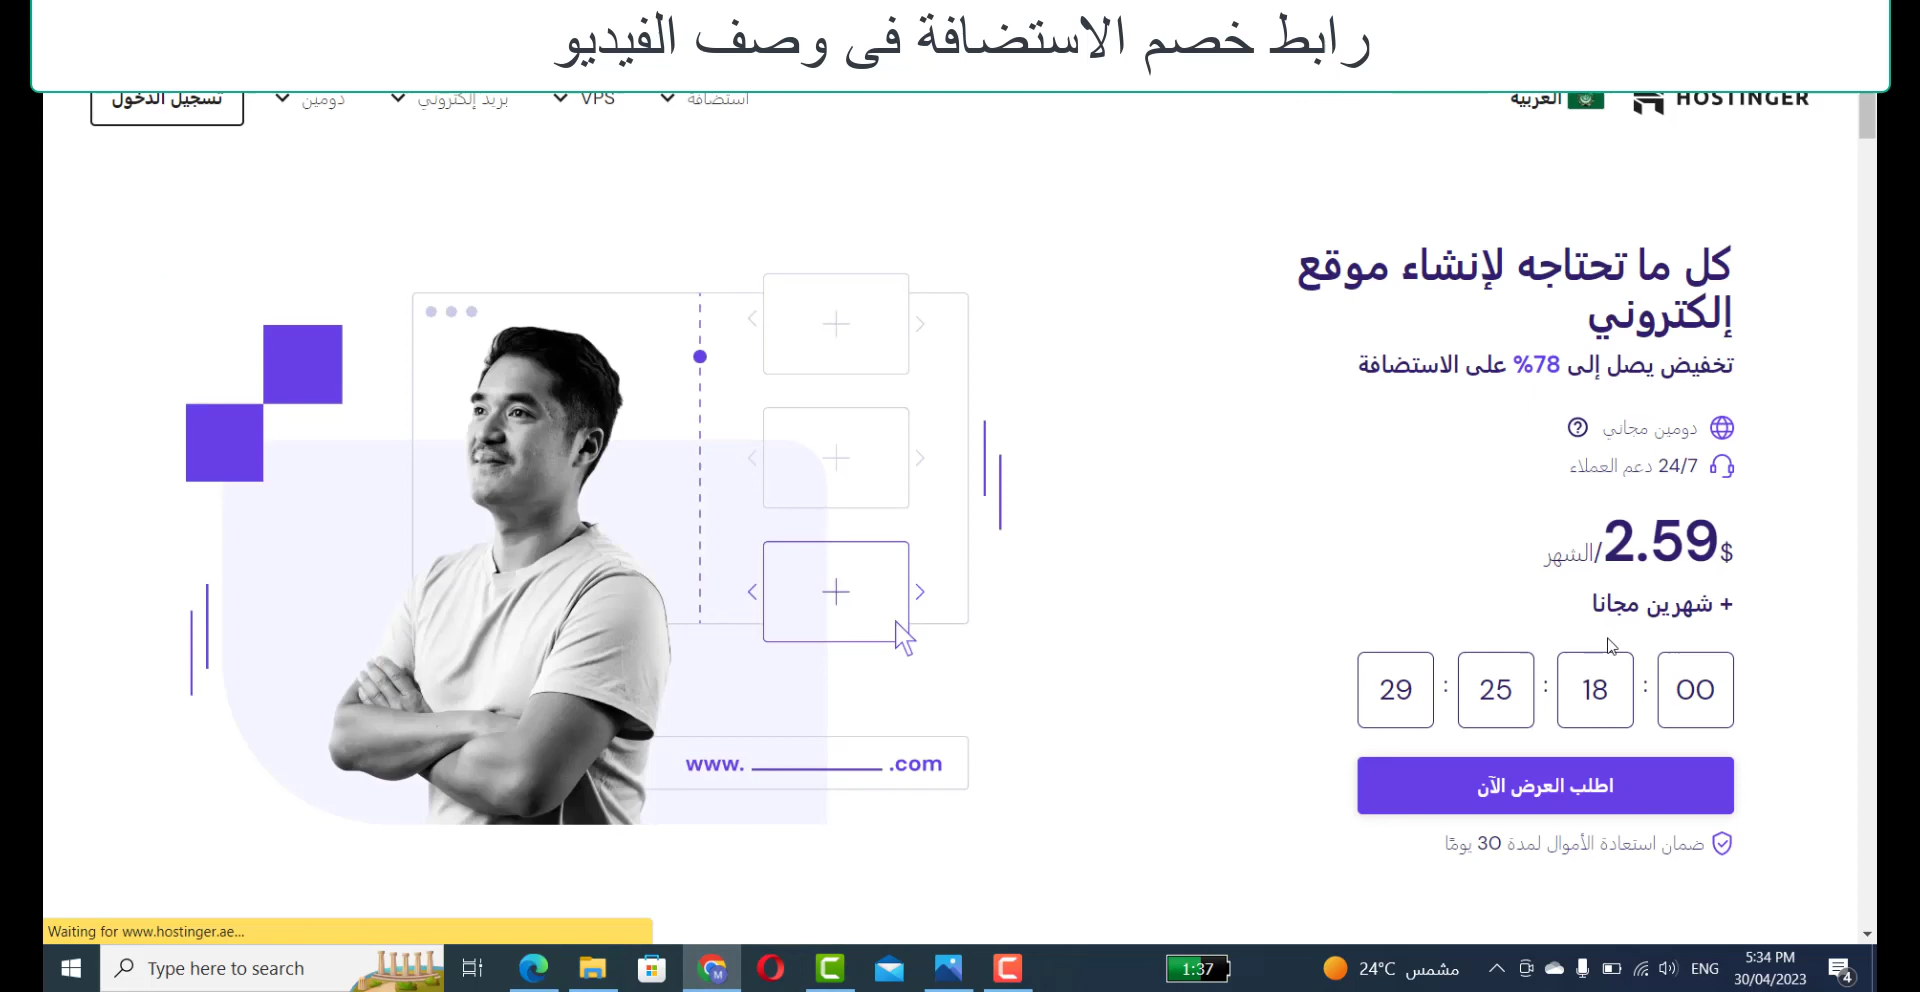 رابط خصم الاستضافة فى وصف الفيديو
HOSTINGER
العربية
استضافة
VPS
بريد إلكتروني
دومين
تسجيل الدخول
كل ما تحتاجه لإنشاء موقع
إلكتروني
تخفيض يصل إلى 78% على الاستضافة
دومين مجاني
24/7 دعم العملاء
$2.59/الشهر
+ شهرين مجانا
00 : 18 : 25 : 29
اطلب العرض الآن
ضمان استعادة الأموال لمدة 30 يومًا
www. ________ .com
Waiting for www.hostinger.ae...
Type here to search
1:37
24°C مشمس
ENG
5:34 PM
30/04/2023
4